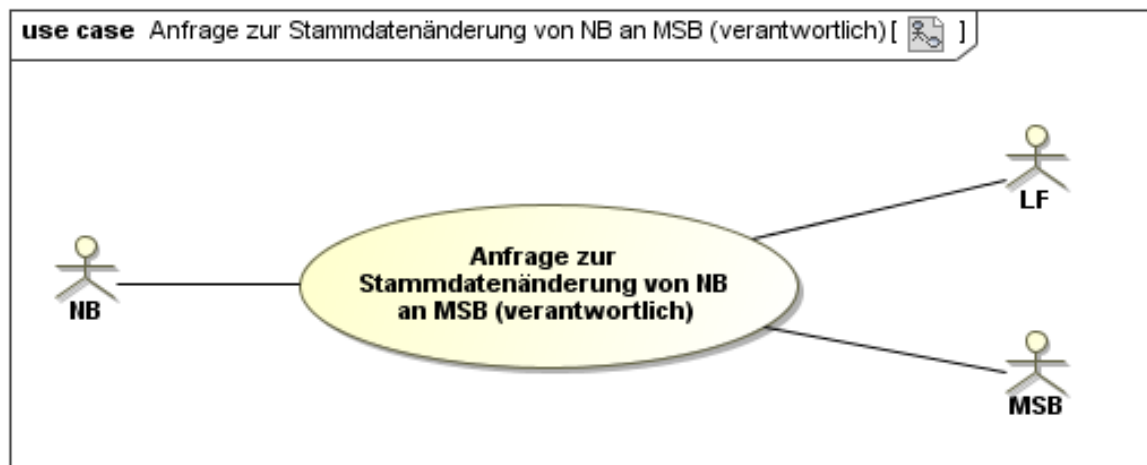 use case Anfrage zur Stammdatenänderung von NB an MSB (verantwortlich) [ ]
LF
NB
Anfrage zur
Stammdatenänderung von NB
an MSB (verantwortlich)
MSB